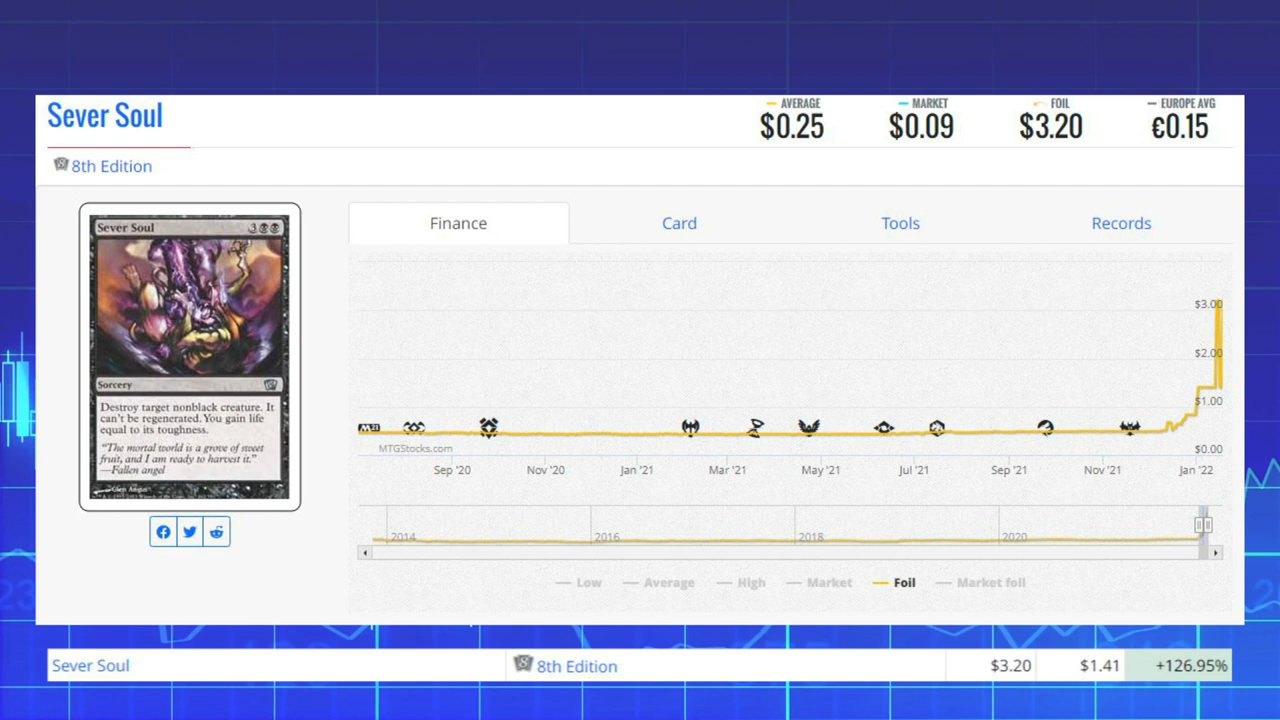 Sever Soul
AVERAGE
$0.25
MARKET
$0.09
FOIL
$3.20
EUROPE AVG
€0.15
8th Edition
Sever Soul 3
Sorcery
Destroy target nonblack creature. It
can't be regenerated. You gain life
equal to its toughness.
"The mortal world is a grove of sweet
fruit, and I am ready to harvest it."
—Fallen angel
Glen Angus
Finance
Card
Tools
Records
$3.00
$2.00
$1.00
$0.00
M21
MTGStocks.com
Sep '20
Nov '20
Jan '21
Mar '21
May '21
Jul '21
Sep '21
Nov '21
Jan '22
2014
2016
2018
2020
Low
Average
High
Market
Foil
Market foil
Sever Soul
8th Edition
$3.20
$1.41
+126.95%